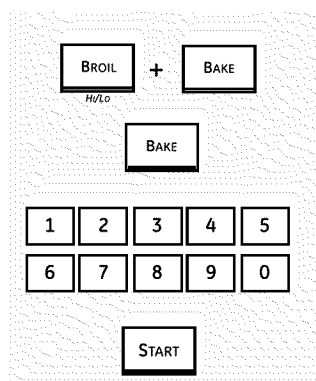 BROIL + BAKE
HI/LO
BAKE
1 2 3 4 5
6 7 8 9 0
START